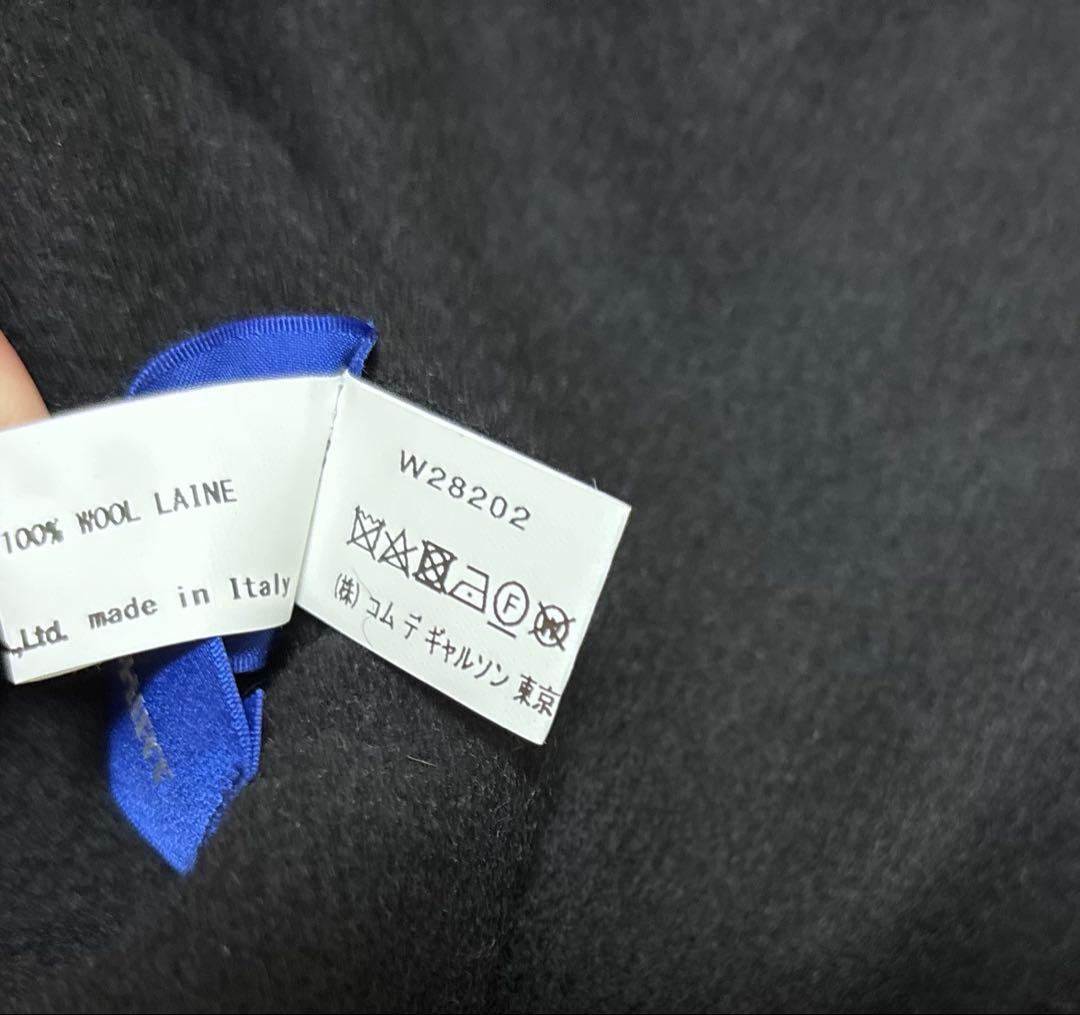 100% WOOL LAINE
.,Ltd. made in Italy
W28202
F
W
(株) コム デ ギャルソン 東京